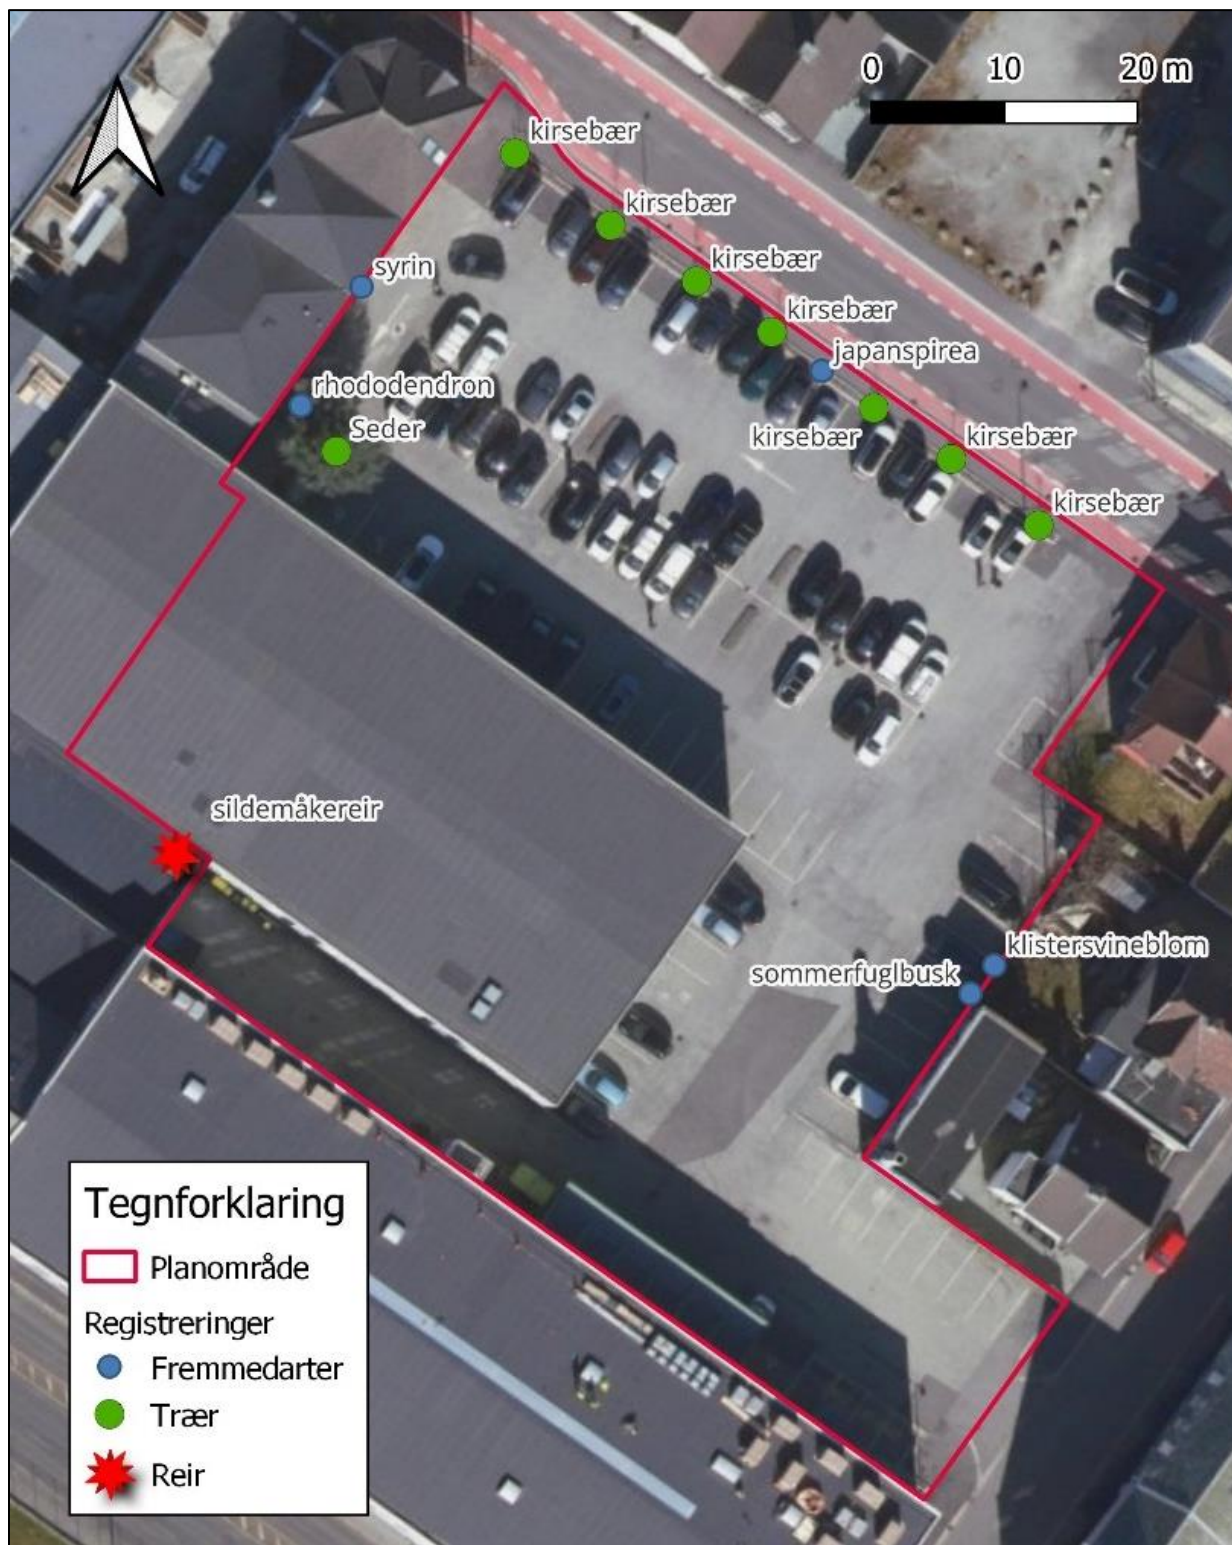 0 10 20 m
kirsebær
kirsebær
kirsebær
syrin
kirsebær
japanspirea
rhododendron
Seder
kirsebær
kirsebær
kirsebær
sildemåkereir
klistersvineblom
sommerfuglbusk
Tegnforklaring
Planområde
Registreringer
Fremmedarter
Trær
Reir